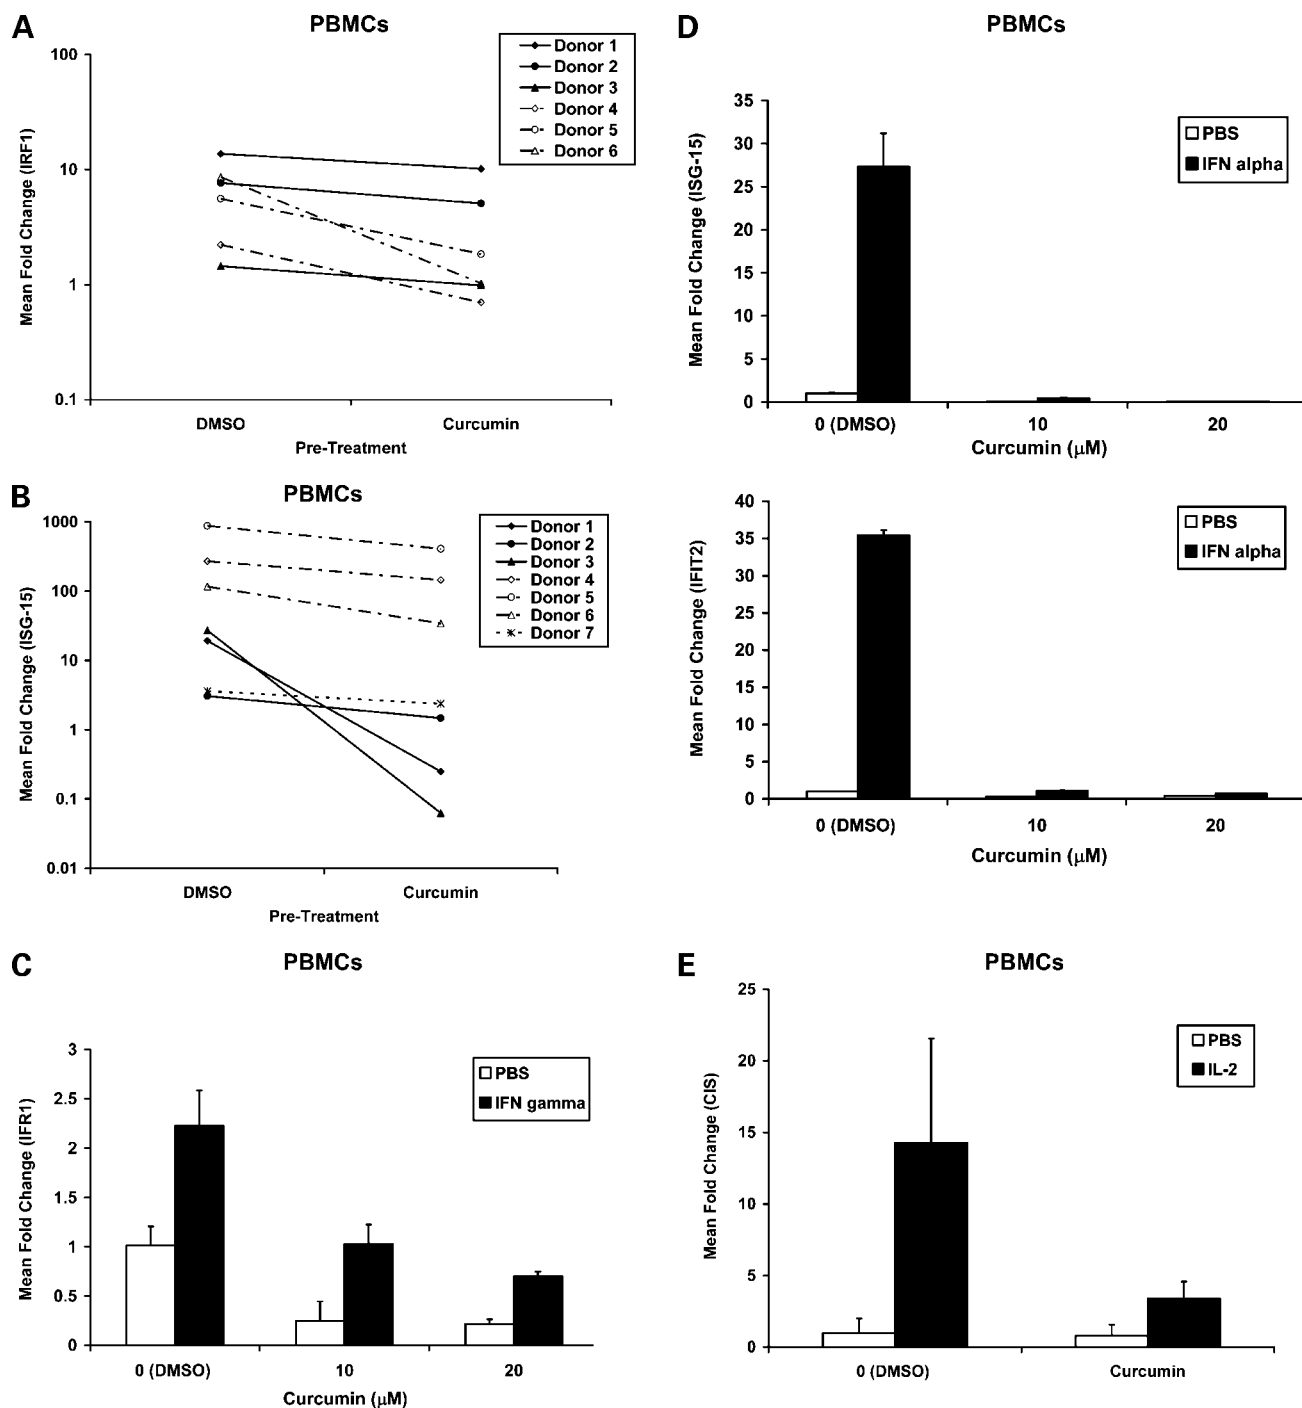 A
PBMCs
Mean Fold Change (IRF1)
100
10
1
0.1
DMSO
Curcumin
Pre-Treatment
Donor 1
Donor 2
Donor 3
Donor 4
Donor 5
Donor 6
B
PBMCs
Mean Fold Change (ISG-15)
1000
100
10
1
0.1
0.01
DMSO
Curcumin
Pre-Treatment
Donor 1
Donor 2
Donor 3
Donor 4
Donor 5
Donor 6
Donor 7
C
PBMCs
Mean Fold Change (IFR1)
3
2.5
2
1.5
1
0.5
0
0 (DMSO)
10
20
Curcumin (μM)
PBS
IFN gamma
D
PBMCs
Mean Fold Change (ISG-15)
35
30
25
20
15
10
5
0
0 (DMSO)
10
20
Curcumin (μM)
PBS
IFN alpha
Mean Fold Change (IFIT2)
40
35
30
25
20
15
10
5
0
0 (DMSO)
10
20
Curcumin (μM)
PBS
IFN alpha
E
PBMCs
Mean Fold Change (CIS)
25
20
15
10
5
0
0 (DMSO)
Curcumin
PBS
IL-2